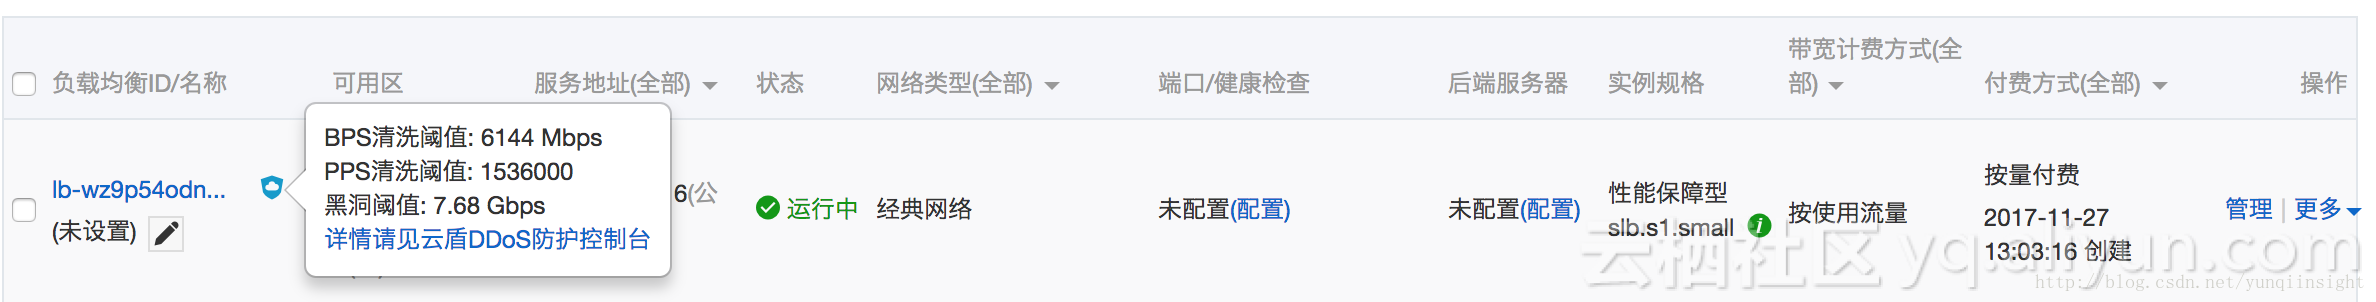 负载均衡ID/名称
可用区
服务地址(全部)
状态
网络类型(全部)
端口/健康检查
后端服务器
实例规格
带宽计费方式(全
部)
付费方式(全部)
操作
lb-wz9p54odn...
(未设置)
BPS清洗阈值: 6144 Mbps
PPS清洗阈值: 1536000
黑洞阈值: 7.68 Gbps
详情请见云盾DDoS防护控制台
6(公
运行中
经典网络
未配置(配置)
未配置(配置)
性能保障型
slb.s1.small
按使用流量
按量付费
2017-11-27
13:03:16 创建
管理 | 更多
云栖社区 yq.aliyun.com
http://blog.csdn.net/yunqiinsight